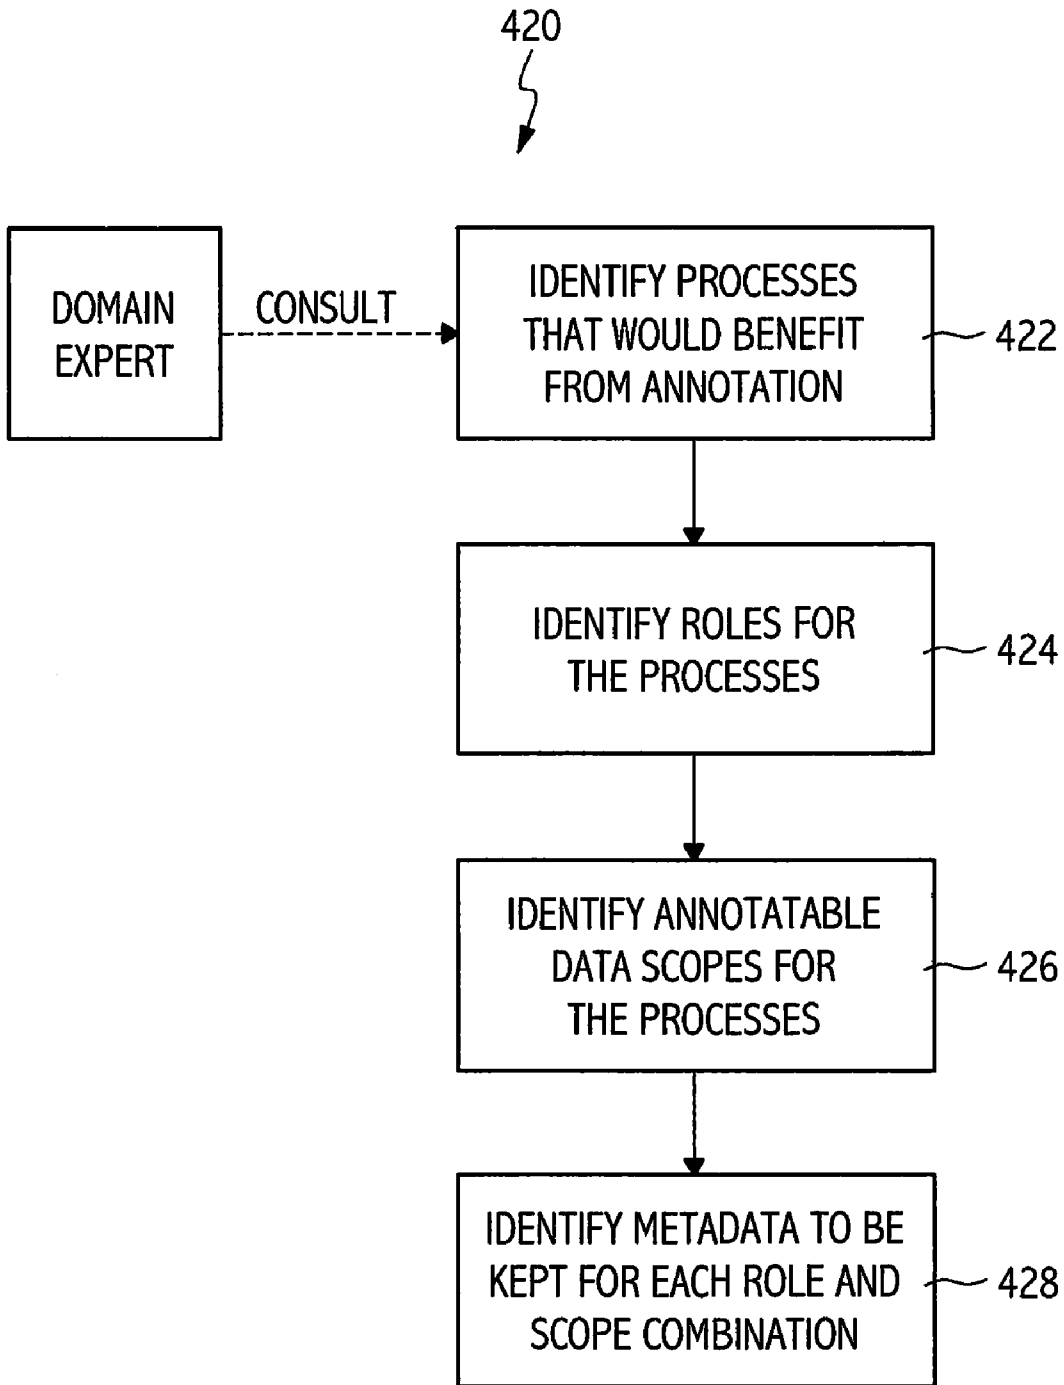 420
DOMAIN
EXPERT
CONSULT
IDENTIFY PROCESSES
THAT WOULD BENEFIT
FROM ANNOTATION
422
IDENTIFY ROLES FOR
THE PROCESSES
424
IDENTIFY ANNOTATABLE
DATA SCOPES FOR
THE PROCESSES
426
IDENTIFY METADATA TO BE
KEPT FOR EACH ROLE AND
SCOPE COMBINATION
428